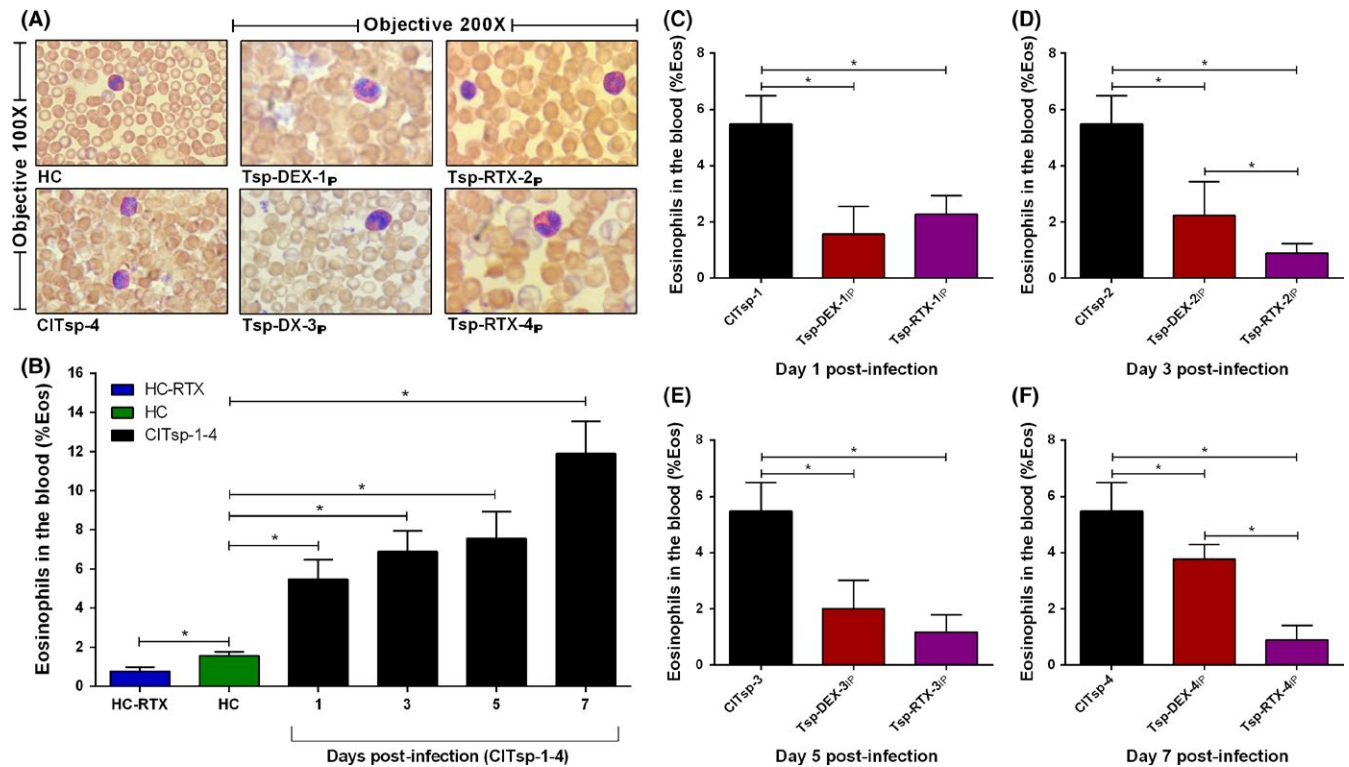 (A)
Objective 200X
Objective 100X
HC
Tsp-DEX-1IP
Tsp-RTX-2IP
CITsp-4
Tsp-DX-3IP
Tsp-RTX-4IP
(B)
Eosinophils in the blood (%Eos)
16
14
12
10
8
6
4
2
0
HC-RTX
HC
CITsp-1-4
*
*
*
*
*
HC-RTX
HC
1
3
5
7
Days post-infection (CITsp-1-4)
(C)
Eosinophils in the blood (%Eos)
8
6
4
2
0
*
*
CITsp-1
Tsp-DEX-1IP
Tsp-RTX-1IP
Day 1 post-infection
(D)
Eosinophils in the blood (%Eos)
8
6
4
2
0
*
*
*
CITsp-2
Tsp-DEX-2IP
Tsp-RTX-2IP
Day 3 post-infection
(E)
Eosinophils in the blood (%Eos)
8
6
4
2
0
*
*
CITsp-3
Tsp-DEX-3IP
Tsp-RTX-3IP
Day 5 post-infection
(F)
Eosinophils in the blood (%Eos)
8
6
4
2
0
*
*
*
CITsp-4
Tsp-DEX-4IP
Tsp-RTX-4IP
Day 7 post-infection